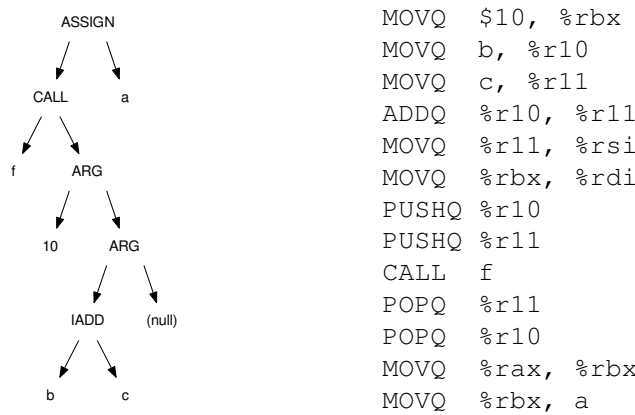 ASSIGN
CALL a
f ARG
10 ARG
IADD (null)
b c
MOVQ $10, %rbx
MOVQ b, %r10
MOVQ c, %r11
ADDQ %r10, %r11
MOVQ %r11, %rsi
MOVQ %rbx, %rdi
PUSHQ %r10
PUSHQ %r11
CALL f
POPQ %r11
POPQ %r10
MOVQ %rax, %rbx
MOVQ %rbx, a